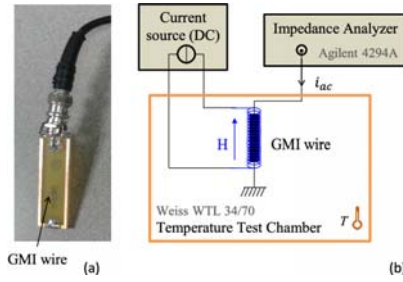 GMI wire
(a)
Current
source (DC)
Impedance Analyzer
Agilent 4294A
i_ac
H
GMI wire
Weiss WTL 34/70
Temperature Test Chamber
T
(b)